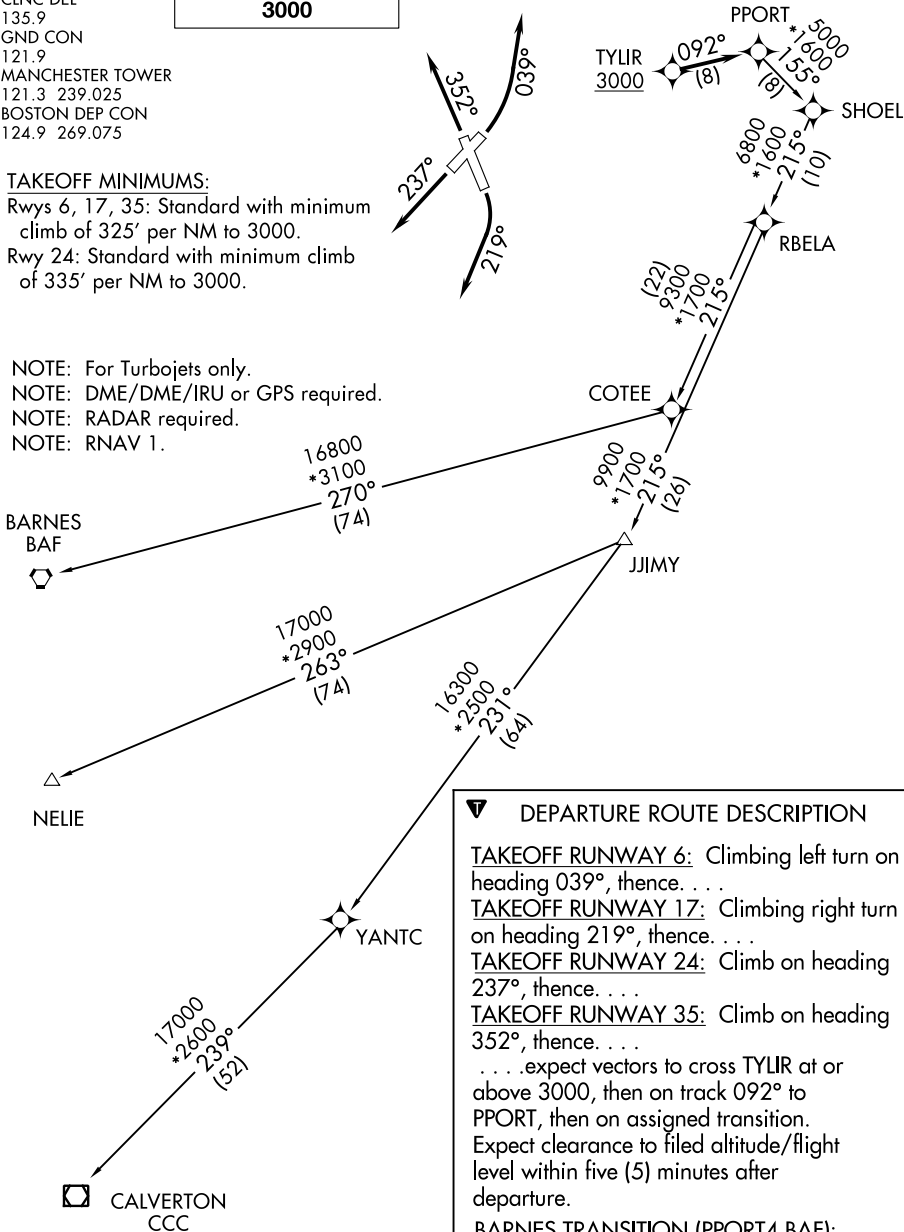 135.9
GND CON
121.9
MANCHESTER TOWER
121.3 239.025
BOSTON DEP CON
124.9 269.075
3000
TAKEOFF MINIMUMS:
Rwys 6, 17, 35: Standard with minimum
climb of 325' per NM to 3000.
Rwy 24: Standard with minimum climb
of 335' per NM to 3000.
NOTE: For Turbojets only.
NOTE: DME/DME/IRU or GPS required.
NOTE: RADAR required.
NOTE: RNAV 1.
352°
039°
237°
219°
TYLIR
3000
092°
(8)
PPORT
5000
*1600
155°
(8)
SHOEL
6800
*1600
215°
(10)
RBELA
(22)
9300
*1700
215°
COTEE
9900
*1700
215°
(26)
JJIMY
16800
*3100
270°
(74)
BARNES
BAF
17000
*2900
263°
(74)
NELIE
16300
*2500
231°
(64)
YANTC
17000
*2600
239°
(52)
CALVERTON
CCC
T
DEPARTURE ROUTE DESCRIPTION
TAKEOFF RUNWAY 6: Climbing left turn on
heading 039°, thence. . . .
TAKEOFF RUNWAY 17: Climbing right turn
on heading 219°, thence. . . .
TAKEOFF RUNWAY 24: Climb on heading
237°, thence. . . .
TAKEOFF RUNWAY 35: Climb on heading
352°, thence. . . .
. . . .expect vectors to cross TYLIR at or
above 3000, then on track 092° to
PPORT, then on assigned transition.
Expect clearance to filed altitude/flight
level within five (5) minutes after
departure.
BARNES TRANSITION (PPORT4.BAF):